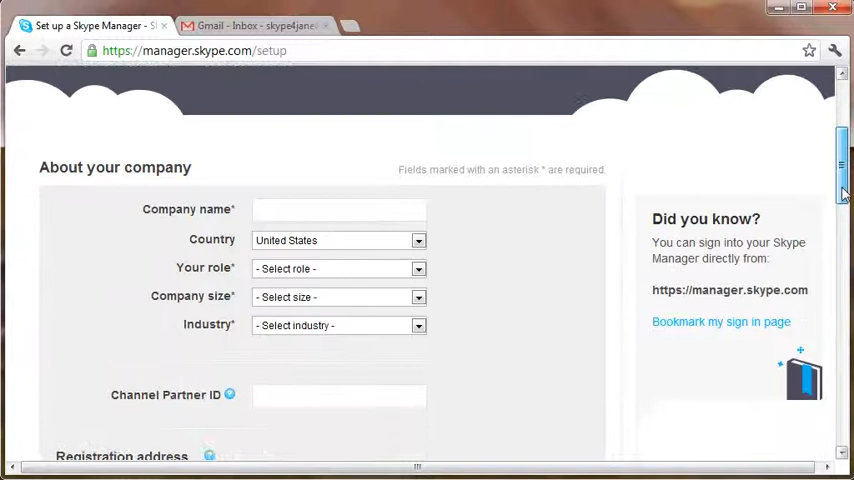 Set up a Skype Manager - S
Gmail - Inbox - skype4janet
https://manager.skype.com/setup
About your company
Fields marked with an asterisk * are required.
Company name*
Country
United States
Your role*
- Select role -
Company size*
- Select size -
Industry*
- Select industry -
Channel Partner ID
?
Registration address
?
Did you know?
You can sign into your Skype
Manager directly from:
https://manager.skype.com
Bookmark my sign in page